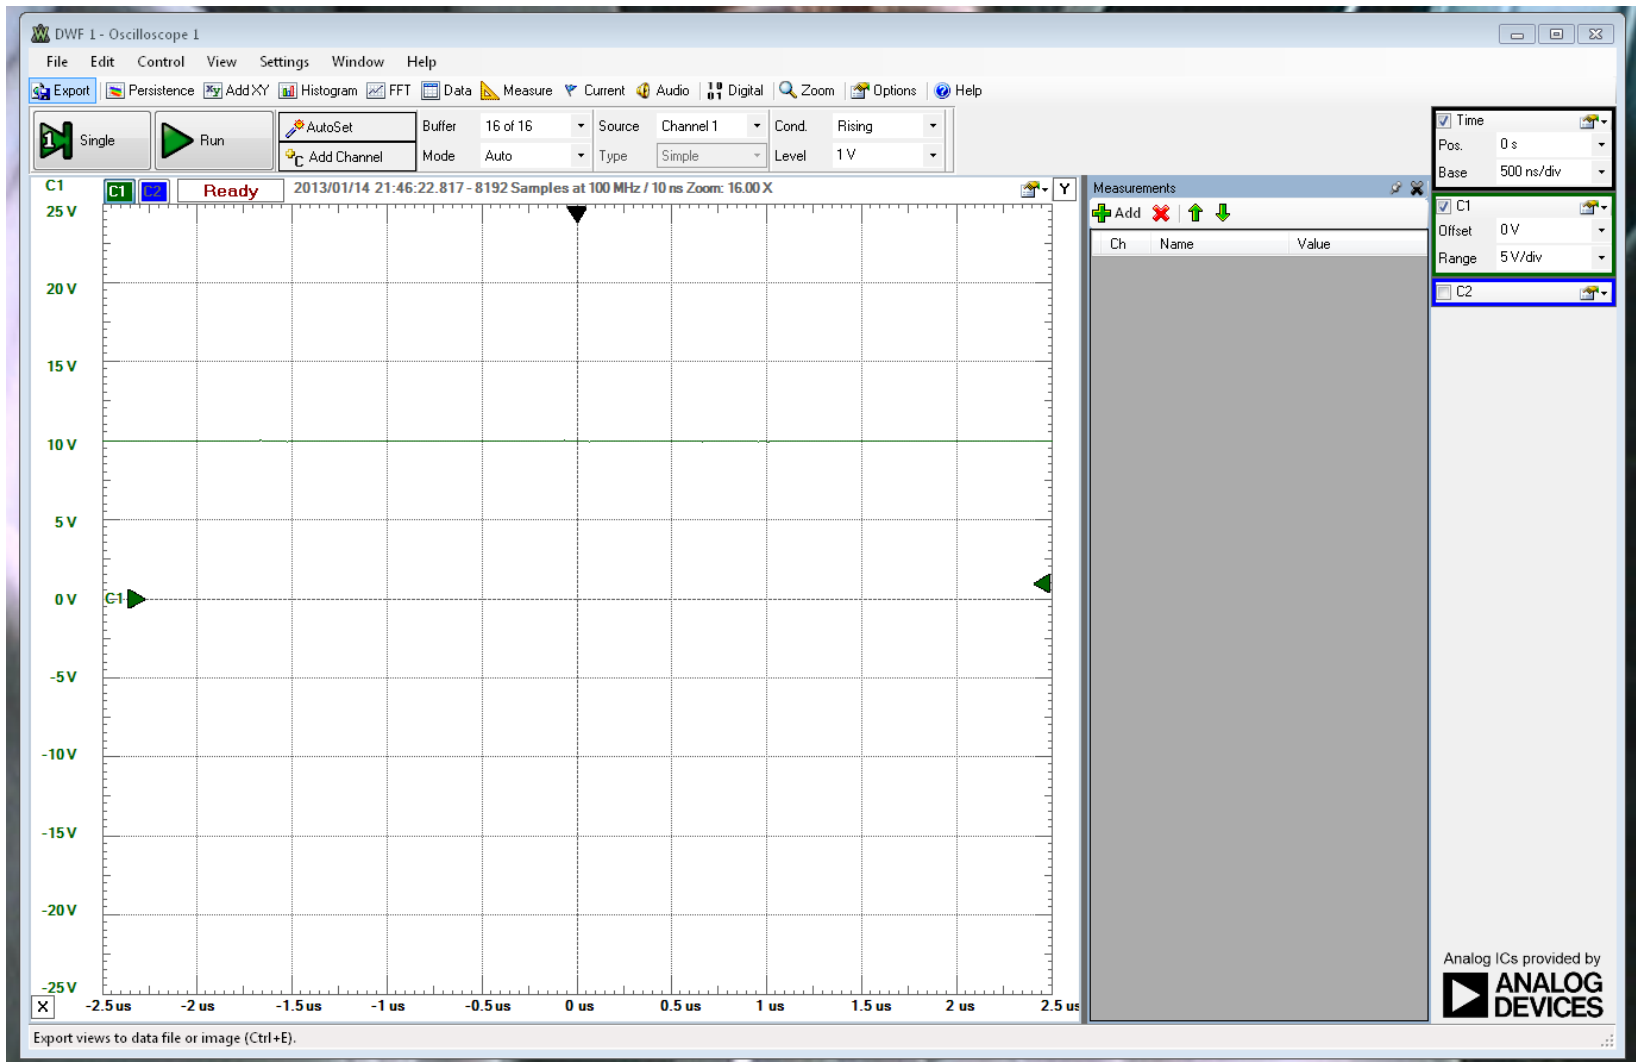 DWF 1 - Oscilloscope 1
File Edit Control View Settings Window Help
Export Persistence Xy Add XY Histogram FFT Data Measure Current Audio Digital Zoom Options Help
1 Single Run AutoSet Buffer 16 of 16 Source Channel 1 Cond. Rising
C Add Channel Mode Auto Type Simple Level 1 V
C1 C1 C2 Ready 2013/01/14 21:46:22.817 - 8192 Samples at 100 MHz / 10 ns Zoom: 16.00 X Y
25 V
20 V
15 V
10 V
5 V
0 V C1
-5 V
-10 V
-15 V
-20 V
-25 V
X -2.5 us -2 us -1.5 us -1 us -0.5 us 0 us 0.5 us 1 us 1.5 us 2 us 2.5 us
Measurements
Add
Ch Name Value
Time
Pos. 0 s
Base 500 ns/div
C1
Offset 0 V
Range 5 V/div
C2
Analog ICs provided by
ANALOG
DEVICES
Export views to data file or image (Ctrl+E).